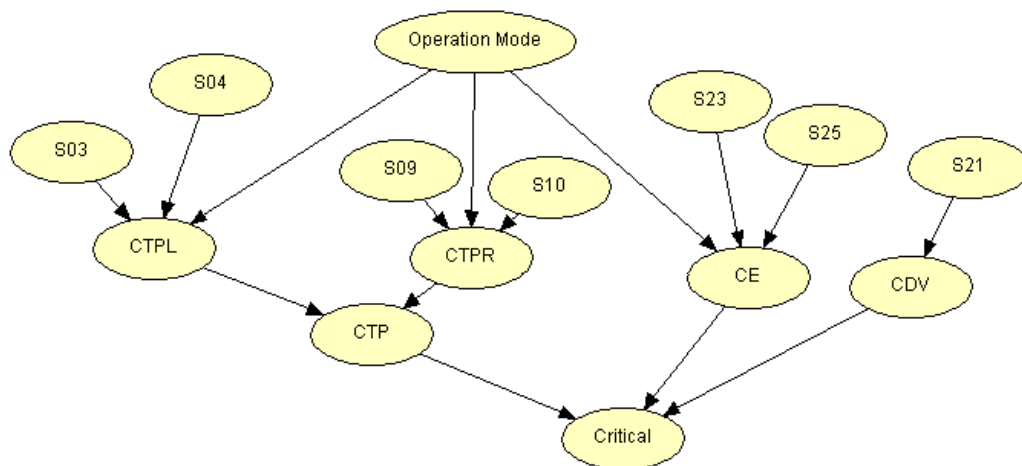 Operation Mode
S04
S23
S25
S03
S09
S10
S21
CTPL
CTPR
CE
CDV
CTP
Critical